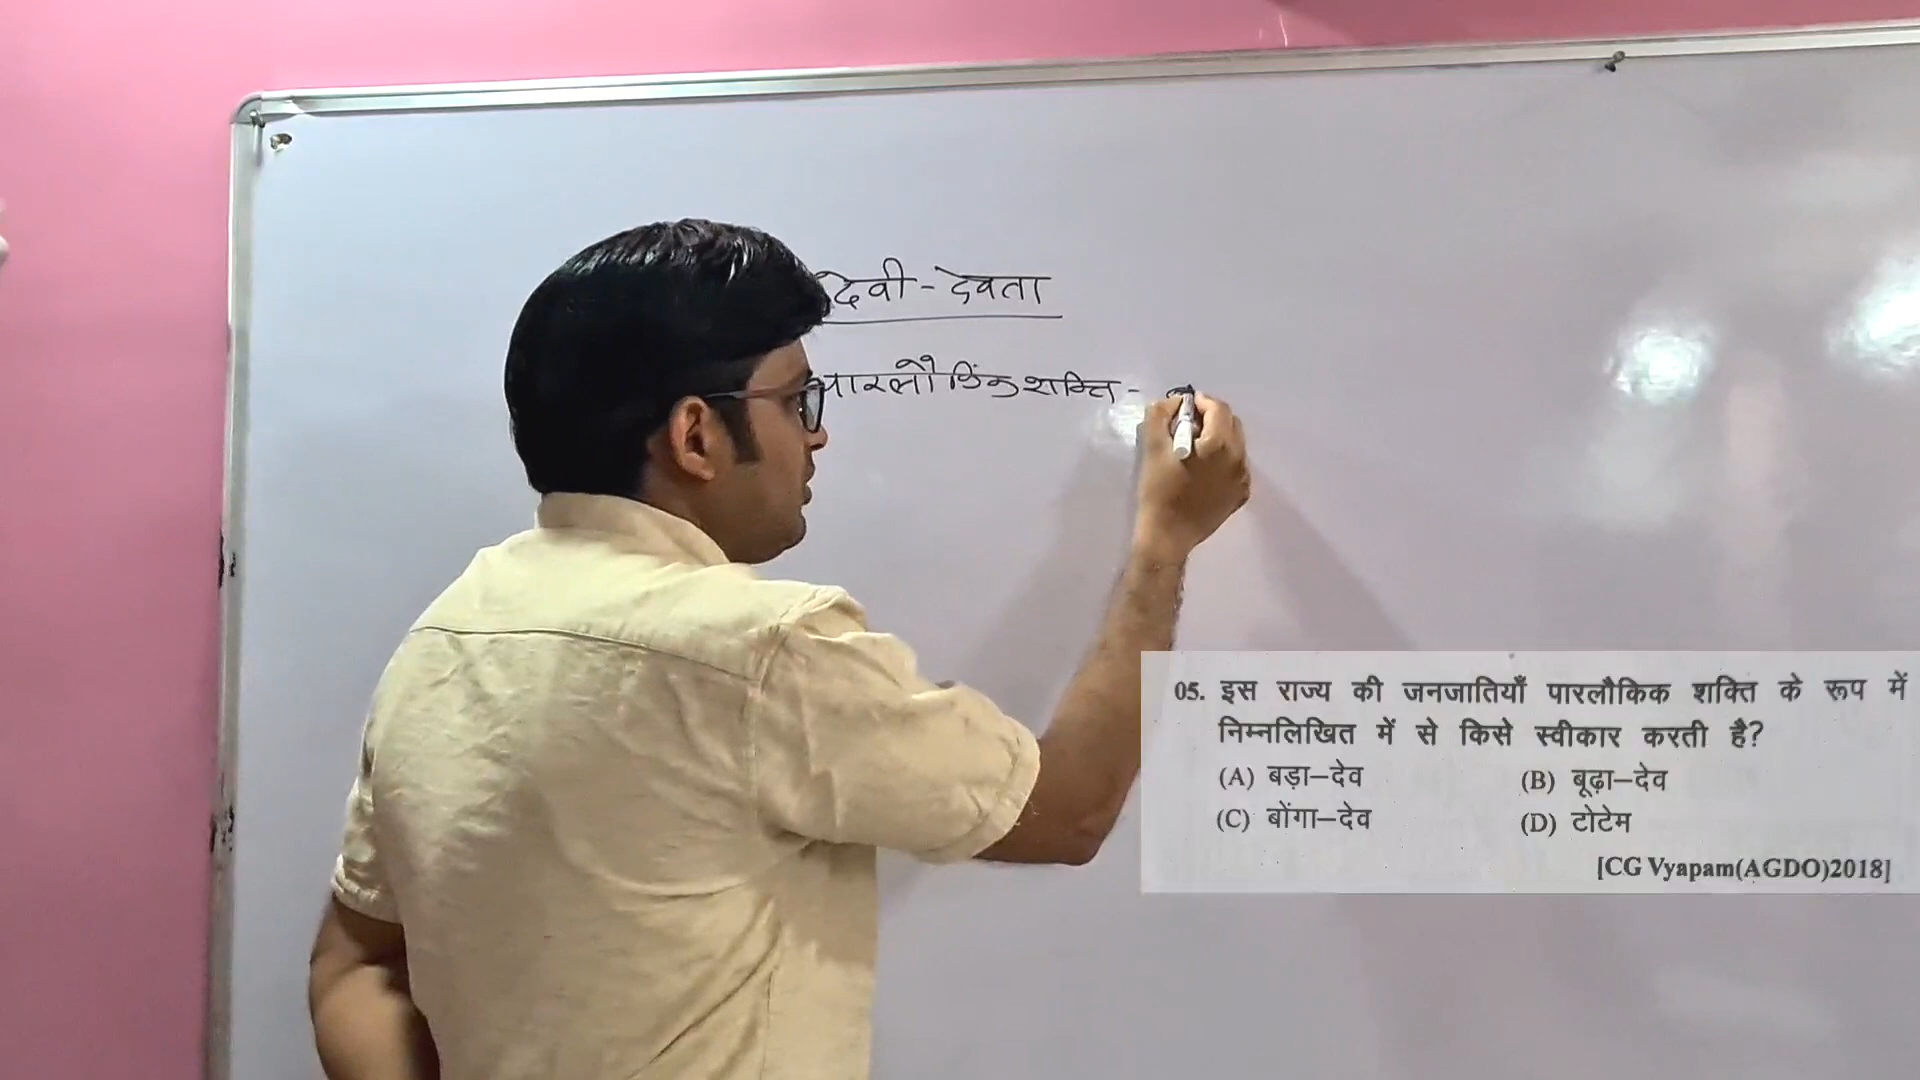 देवी - देवता
पारलौकिक शक्ति -
05. इस राज्य की जनजातियाँ पारलौकिक शक्ति के रूप में
निम्नलिखित में से किसे स्वीकार करती है?
(A) बड़ा–देव (B) बूढ़ा–देव
(C) बोंगा–देव (D) टोटेम
[CG Vyapam(AGDO)2018]